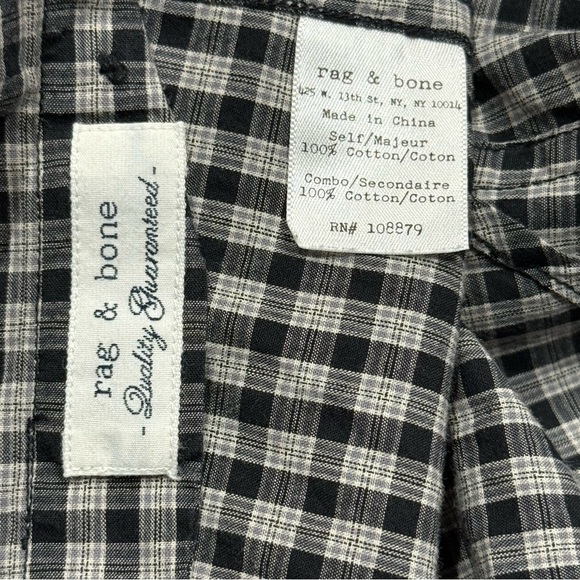 rag & bone
425 W. 13th St, NY, NY 10014
Made in China
Self/Majeur
100% Cotton/Coton
Combo/Secondaire
100% Cotton/Coton
RN# 108879
rag & bone
- Quality Guaranteed -